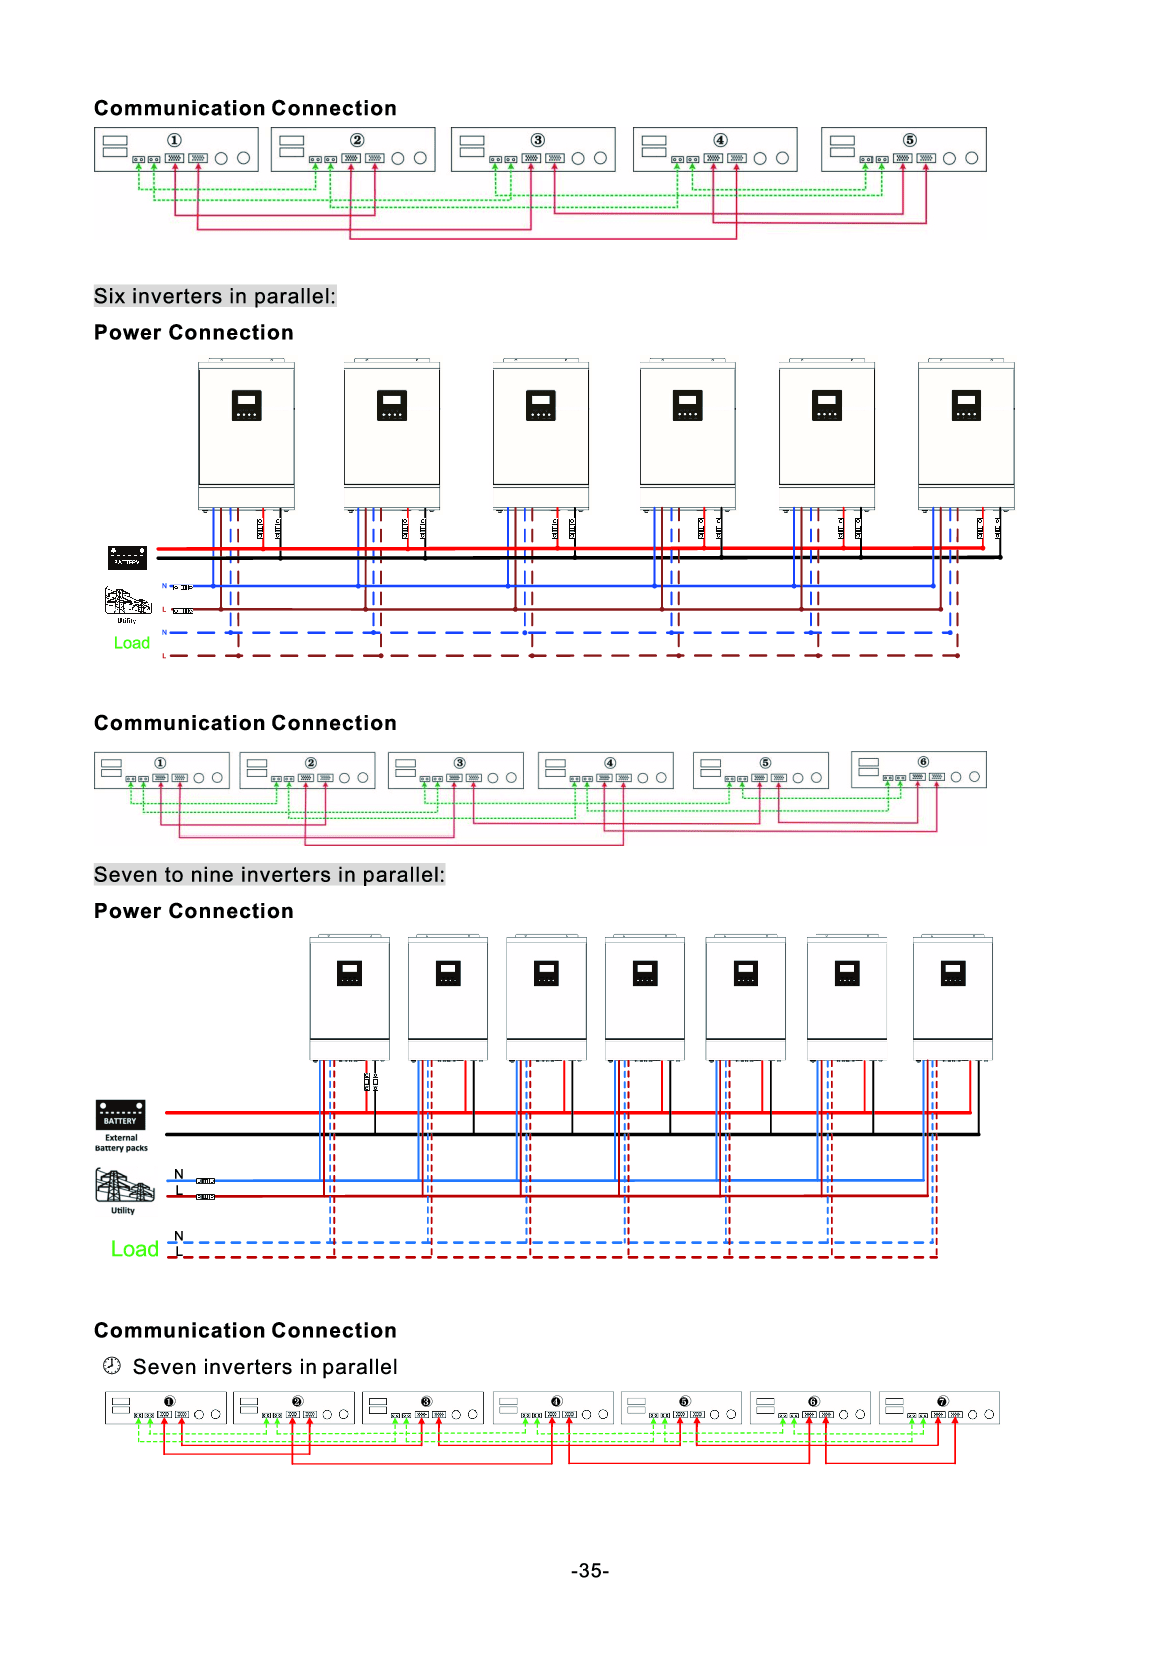 Communication Connection
① ② ③ ④ ⑤
Six inverters in parallel:
Power Connection
BATTERY
N
Utility
L
Load
N
L
Communication Connection
① ② ③ ④ ⑤ ⑥
Seven to nine inverters in parallel:
Power Connection
BATTERY
External
Battery packs
N
L
Utility
N
Load
L
Communication Connection
Seven inverters in parallel
❶ ❷ ❸ ❹ ❺ ❻ ❼
-35-